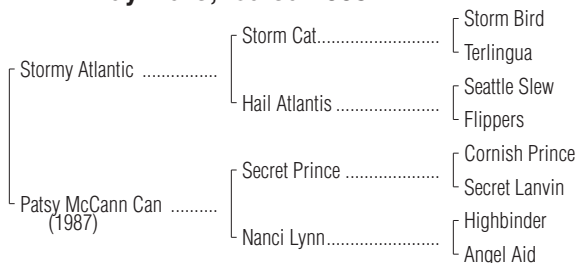 Storm Bird
Storm Cat..............................
Terlingua
Stormy Atlantic ...............
Seattle Slew
Hail Atlantis ........................
Flippers
Cornish Prince
Secret Prince .......................
Secret Lanvin
Patsy McCann Can .........
(1987)
Highbinder
Nanci Lynn...........................
Angel Aid